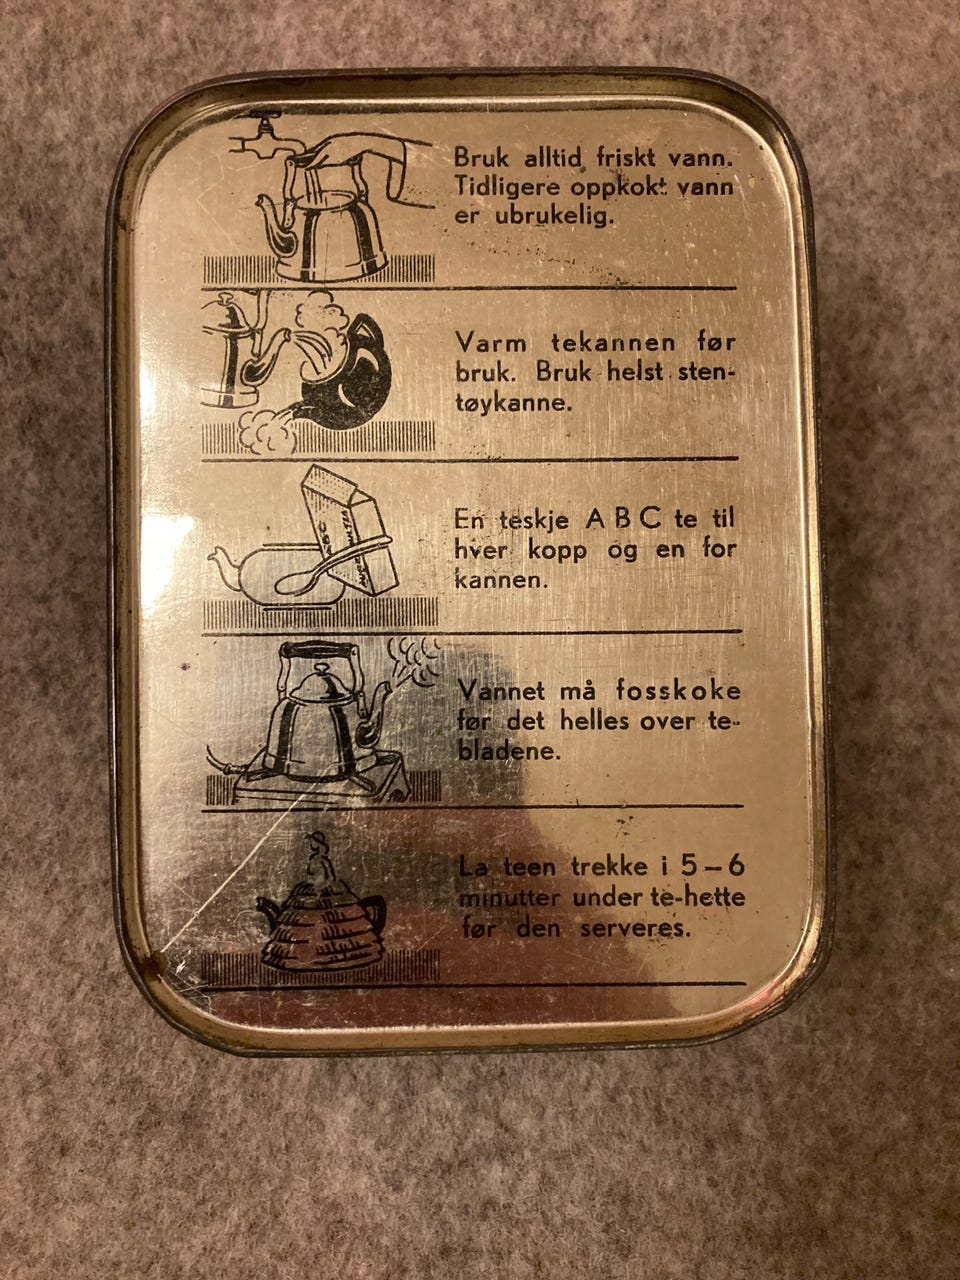 Bruk alltid friskt vann.
Tidligere oppkokt vann
er ubrukelig.
Varm tekannen før
bruk. Bruk helst sten-
tøykanne.
En teskje ABC te til
hver kopp og en for
kannen.
ABC
Vannet må fosskoke
før det helles over te-
bladene.
La teen trekke i 5–6
minutter under te-hette
før den serveres.